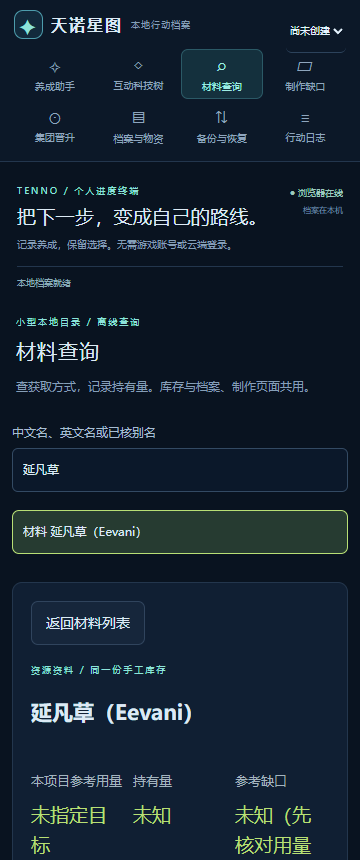 天诺星图 本地行动档案 尚未创建
养成助手 互动科技树 材料查询 制作缺口
集团晋升 档案与物资 备份与恢复 行动日志
TENNO / 个人进度终端 浏览器在线
把下一步，变成自己的路线。 档案在本机
记录养成，保留选择。无需游戏账号或云端登录。
本地档案就绪
小型本地目录 / 离线查询
材料查询
查获取方式，记录持有量。库存与档案、制作页面共用。
中文名、英文名或已核别名
延凡草
材料 延凡草（Eevani）
返回材料列表
资源资料 / 同一份手工库存
延凡草（Eevani）
本项目参考用量 持有量 参考缺口
未指定目 未知 未知（先
标 核对用量